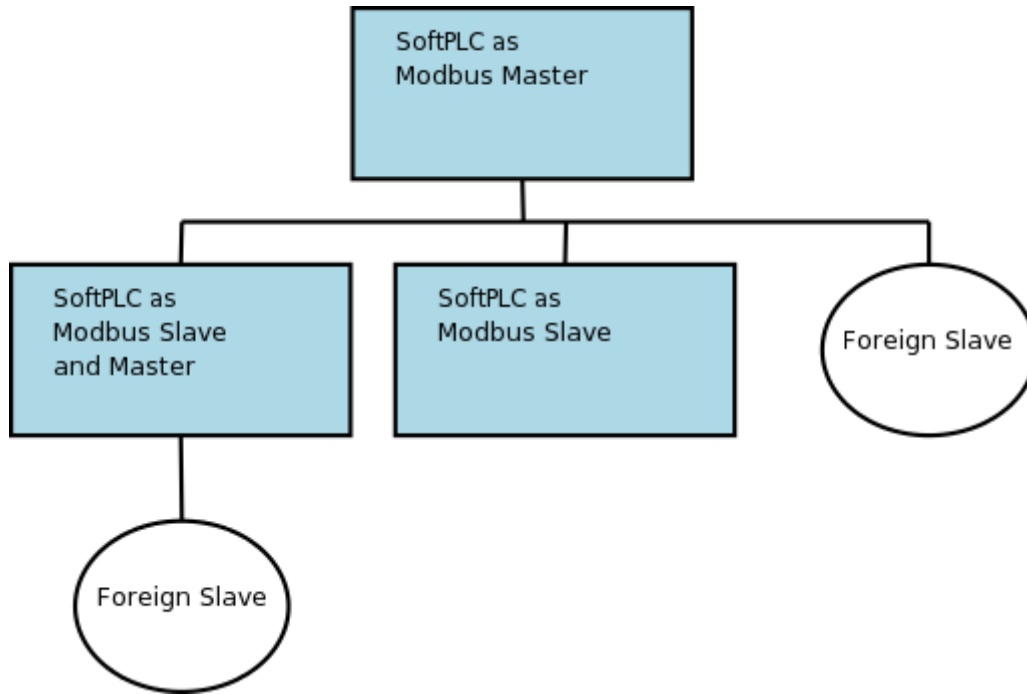 SoftPLC as
Modbus Master
SoftPLC as
Modbus Slave
and Master
SoftPLC as
Modbus Slave
Foreign Slave
Foreign Slave